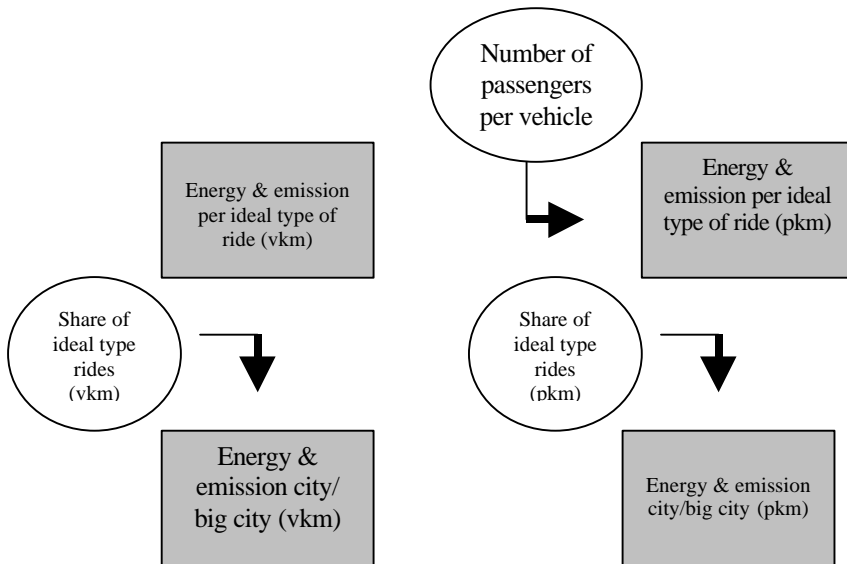 Number of
passengers
per vehicle
Energy & emission
per ideal type of
ride (vkm)
Energy &
emission per ideal
type of ride (pkm)
Share of
ideal type
rides
(vkm)
Share of
ideal type
rides
(pkm)
Energy &
emission city/
big city (vkm)
Energy & emission
city/big city (pkm)